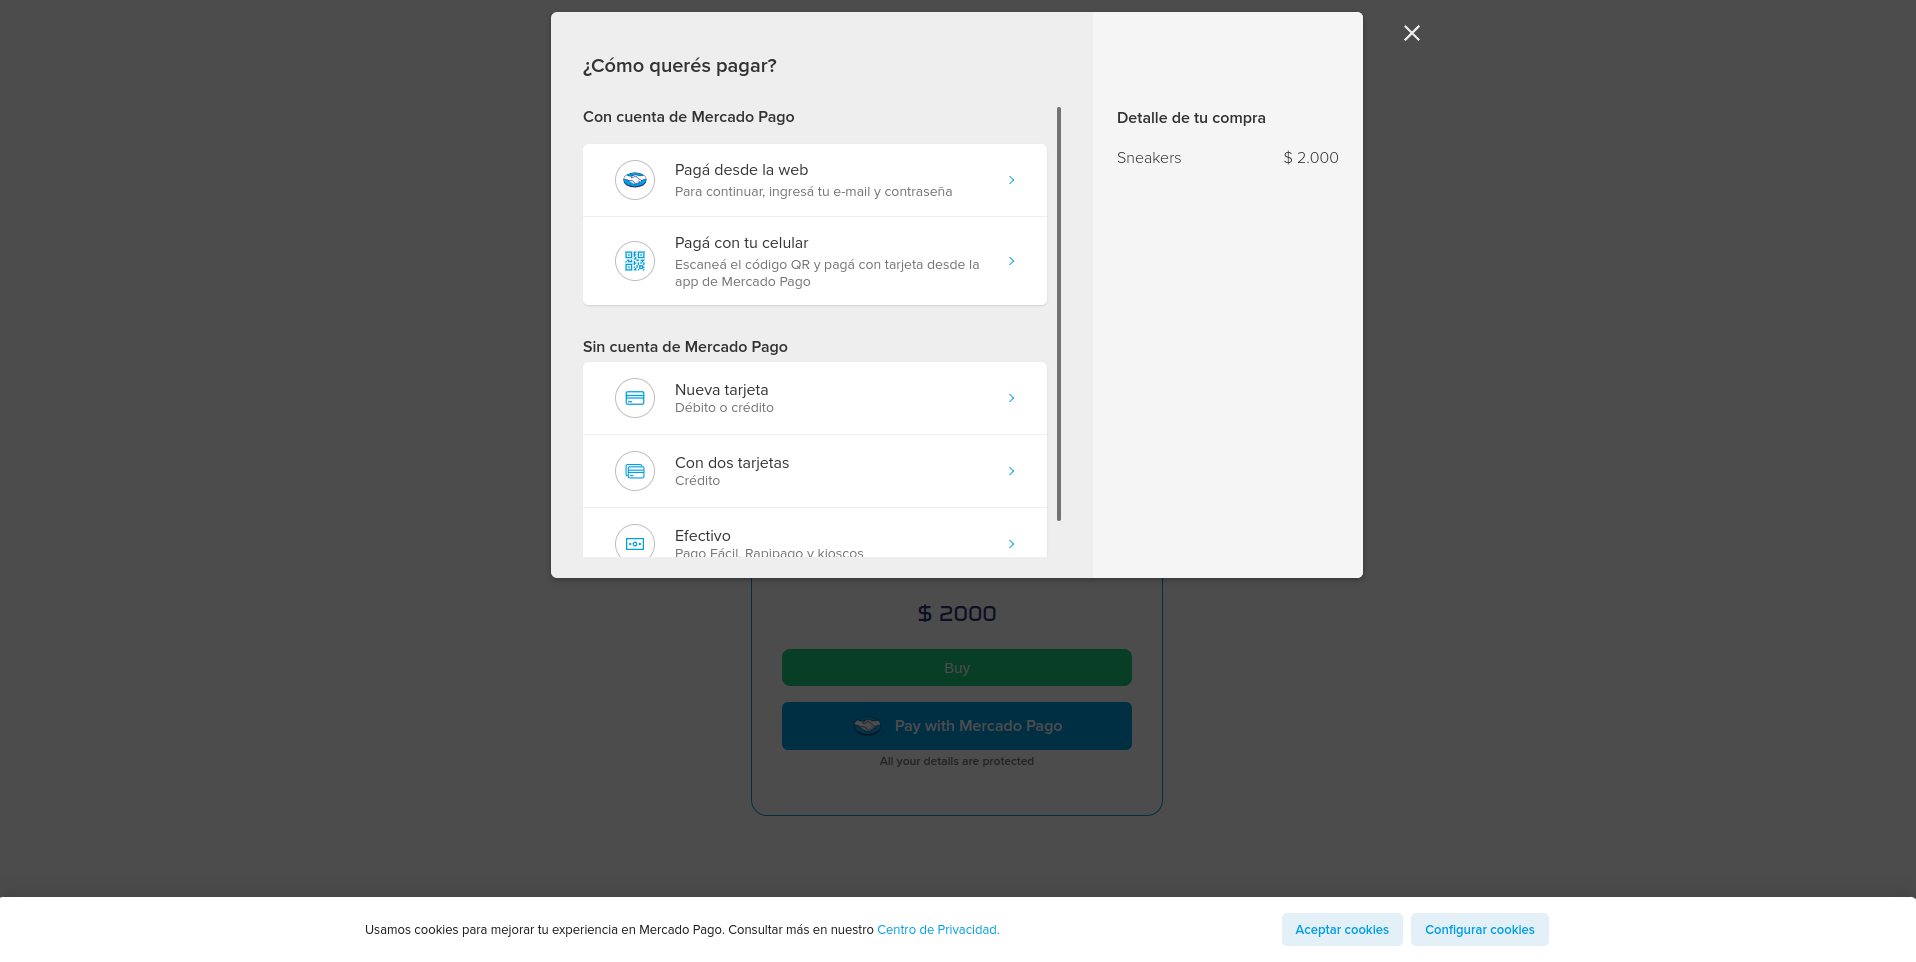 ¿Cómo querés pagar?
Con cuenta de Mercado Pago
Pagá desde la web
Para continuar, ingresá tu e-mail y contraseña
Pagá con tu celular
Escaneá el código QR y pagá con tarjeta desde la
app de Mercado Pago
Sin cuenta de Mercado Pago
Nueva tarjeta
Débito o crédito
Con dos tarjetas
Crédito
Efectivo
Pago Fácil, Rapipago y kioscos
Detalle de tu compra
Sneakers $ 2.000
$ 2000
Buy
Pay with Mercado Pago
All your details are protected
Usamos cookies para mejorar tu experiencia en Mercado Pago. Consultar más en nuestro Centro de Privacidad.
Aceptar cookies Configurar cookies